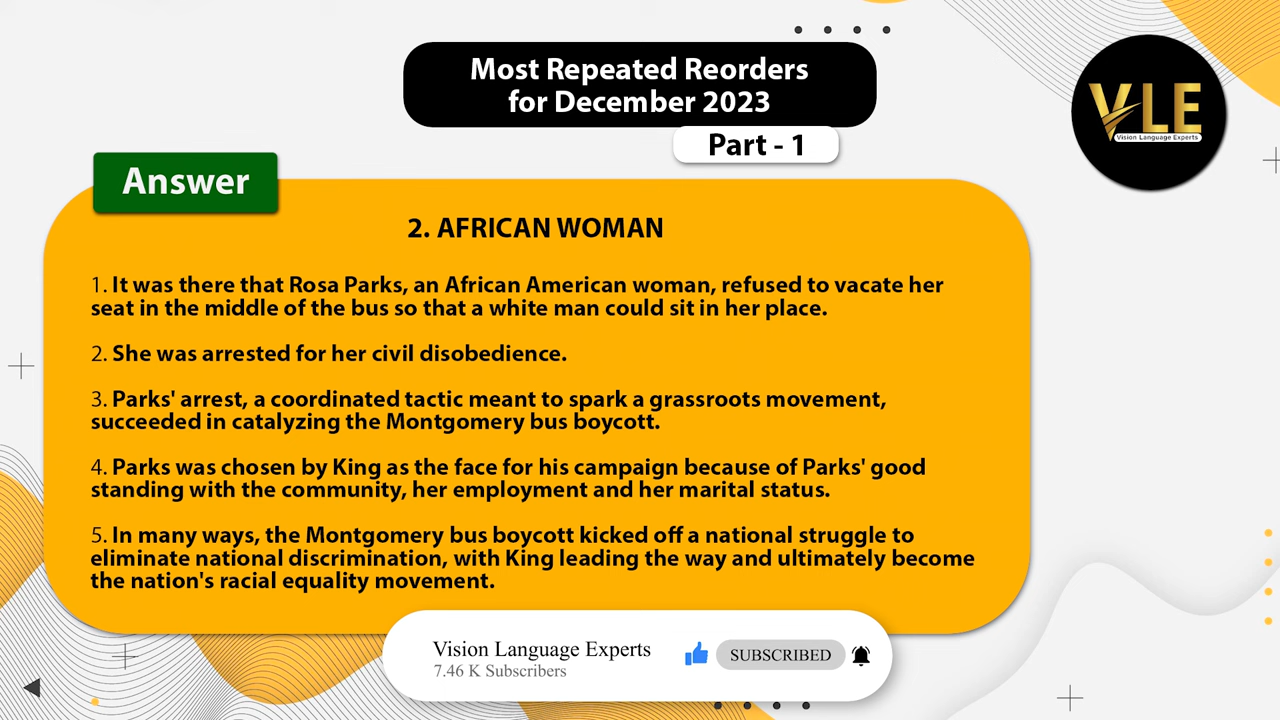 Most Repeated Reorders
for December 2023
Part - 1
VLE
Vision Language Experts
Answer
2. AFRICAN WOMAN
1. It was there that Rosa Parks, an African American woman, refused to vacate her
seat in the middle of the bus so that a white man could sit in her place.
2. She was arrested for her civil disobedience.
3. Parks' arrest, a coordinated tactic meant to spark a grassroots movement,
succeeded in catalyzing the Montgomery bus boycott.
4. Parks was chosen by King as the face for his campaign because of Parks' good
standing with the community, her employment and her marital status.
5. In many ways, the Montgomery bus boycott kicked off a national struggle to
eliminate national discrimination, with King leading the way and ultimately become
the nation's racial equality movement.
Vision Language Experts
7.46 K Subscribers
SUBSCRIBED